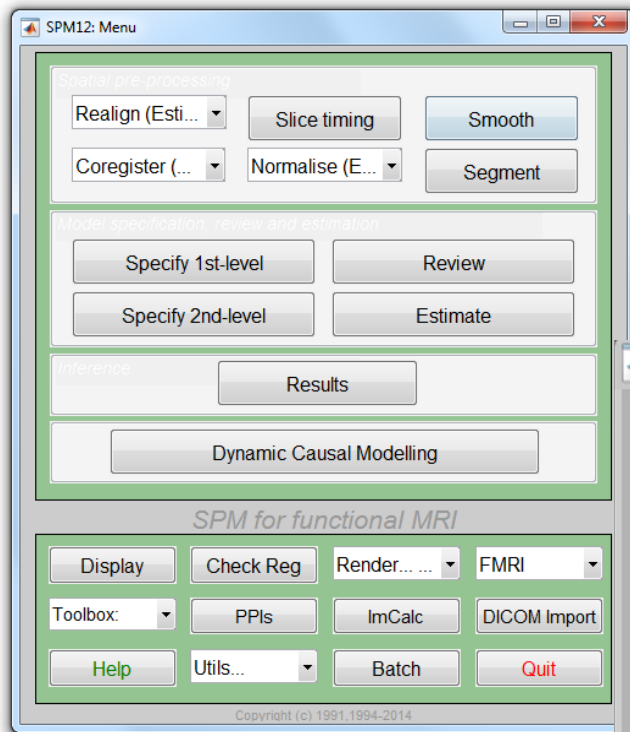 SPM12: Menu
Spatial pre-processing
Realign (Esti...
Slice timing
Smooth
Coregister (...
Normalise (E...
Segment
Model specification, review and estimation
Specify 1st-level
Review
Specify 2nd-level
Estimate
Inference
Results
Dynamic Causal Modelling
SPM for functional MRI
Display
Check Reg
Render... ...
FMRI
Toolbox:
PPIs
ImCalc
DICOM Import
Help
Utils...
Batch
Quit
Copyright (c) 1991,1994-2014